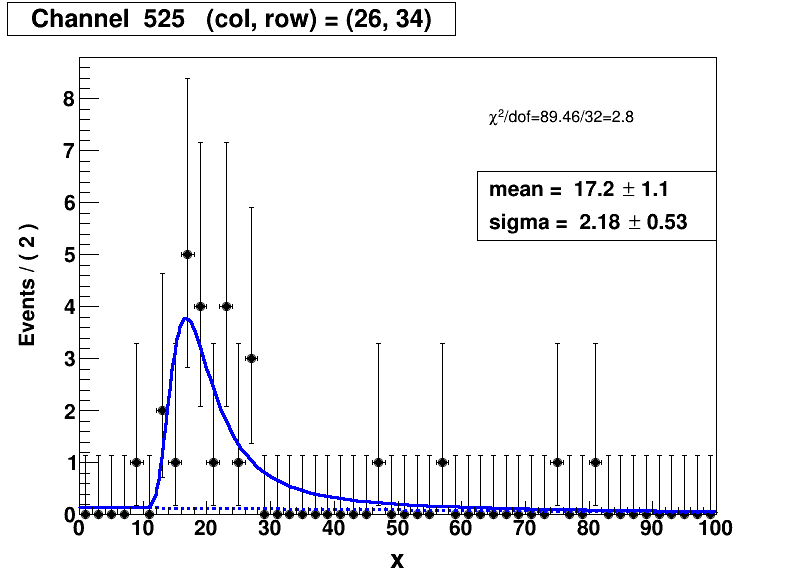 Channel 525 (col, row) = (26, 34)
χ²/dof=89.46/32=2.8
mean = 17.2 ± 1.1
sigma = 2.18 ± 0.53
Events / ( 2 )
8
7
6
5
4
3
2
1
0
0 10 20 30 40 50 60 70 80 90 100
x